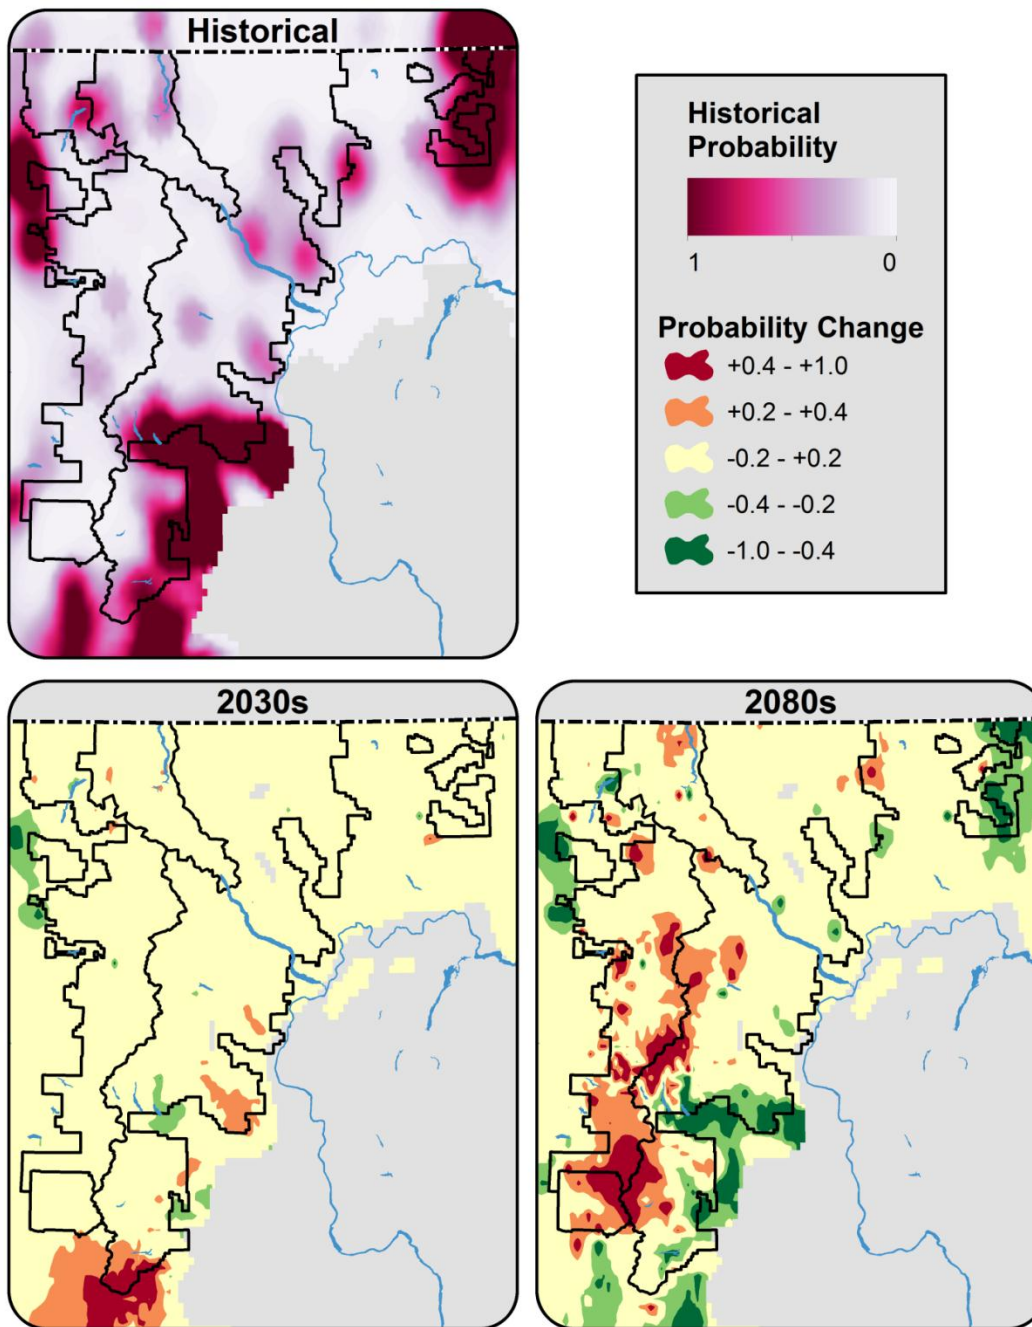 Historical
Historical
Probability
1 0
Probability Change
+0.4 - +1.0
+0.2 - +0.4
-0.2 - +0.2
-0.4 - -0.2
-1.0 - -0.4
2030s
2080s